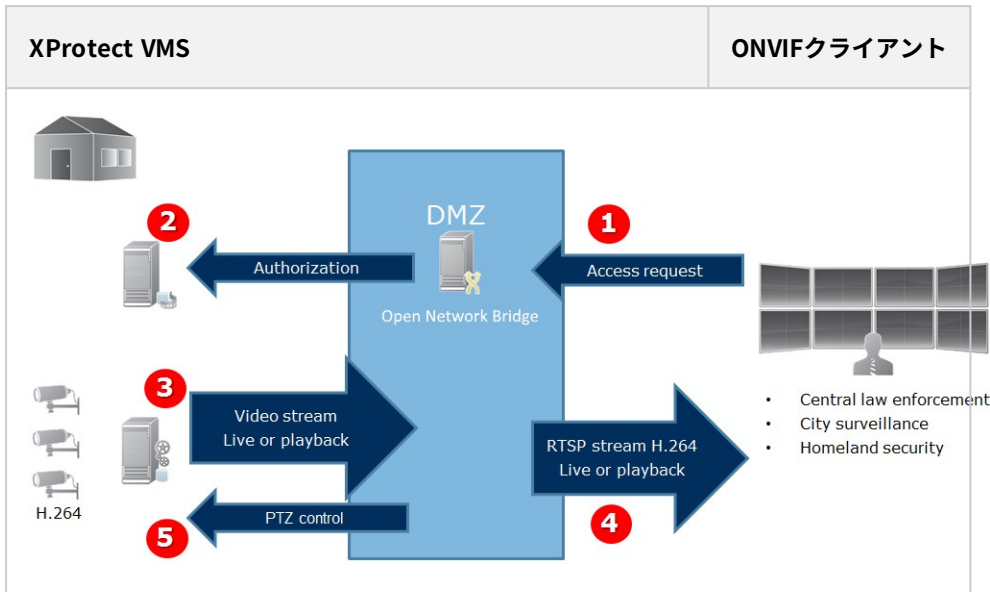 XProtect VMS
ONVIFクライアント
DMZ
Open Network Bridge
1
Access request
2
Authorization
3
Video stream
Live or playback
RTSP stream H.264
Live or playback
4
5
PTZ control
H.264
• Central law enforcement
• City surveillance
• Homeland security